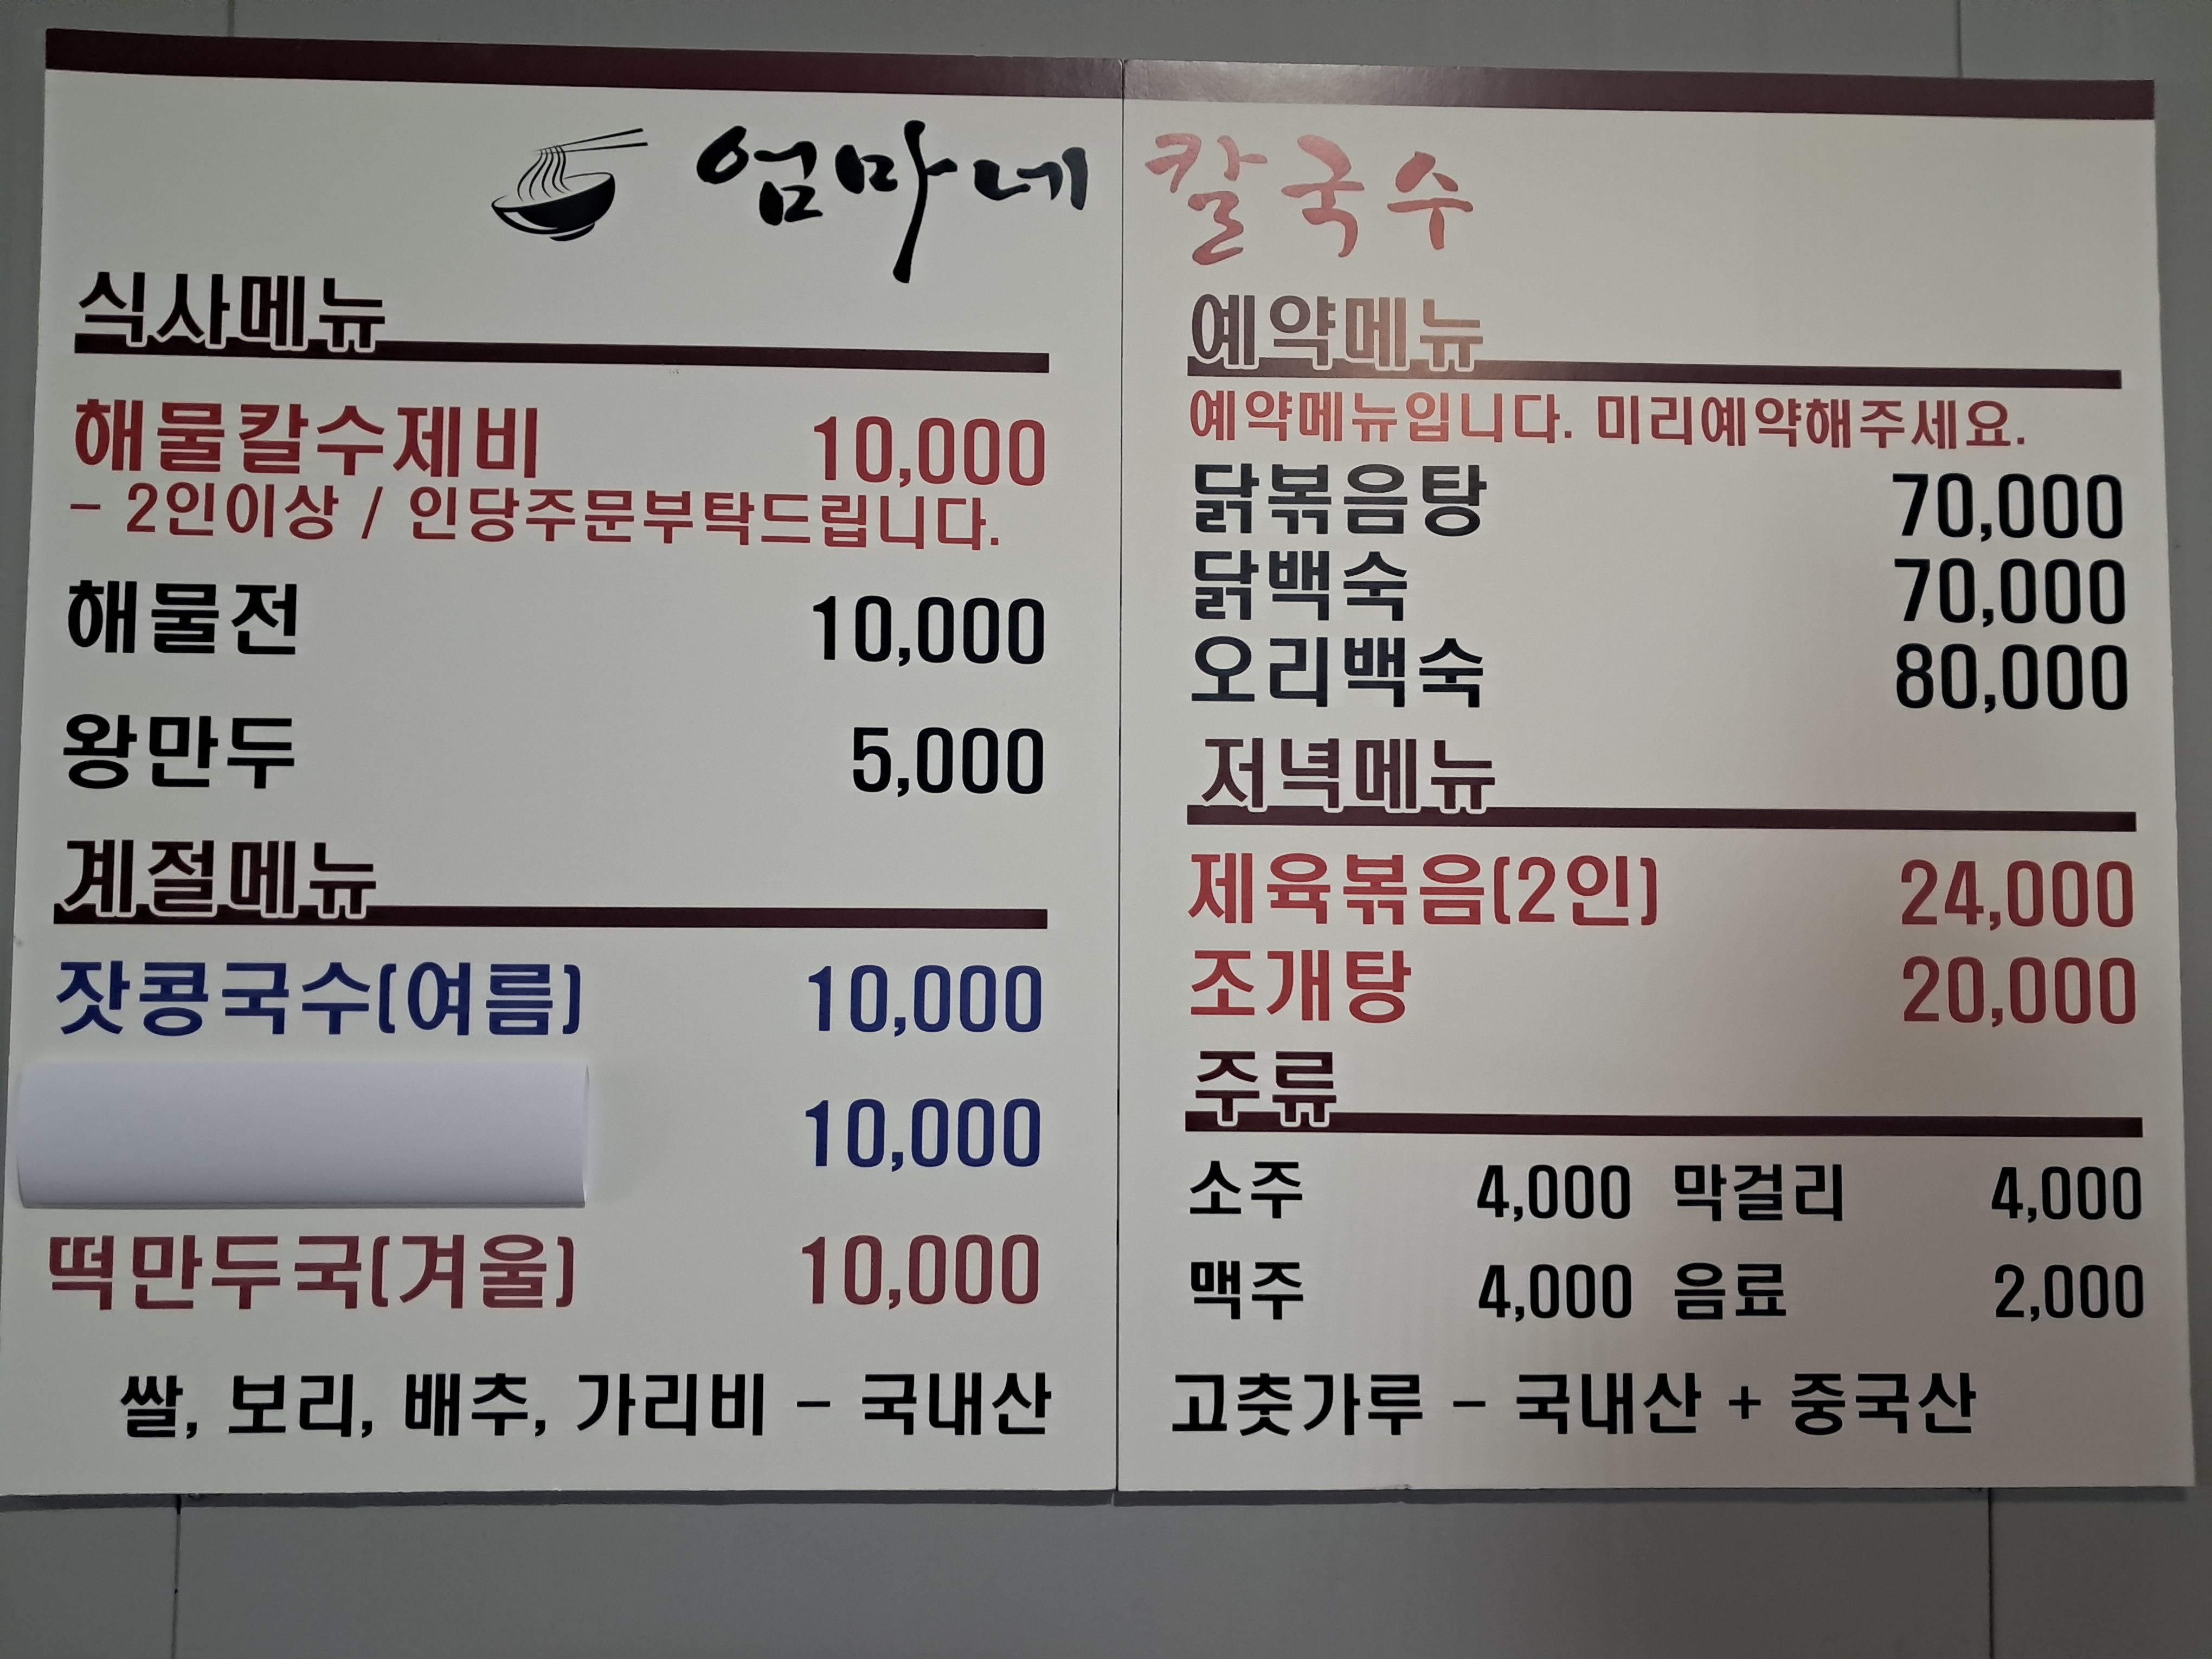 엄마네 칼국수
식사메뉴
해물칼수제비 10,000
- 2인이상 / 인당주문부탁드립니다.
해물전 10,000
왕만두 5,000
계절메뉴
잣콩국수(여름) 10,000
10,000
떡만두국(겨울) 10,000
쌀, 보리, 배추, 가리비 - 국내산
예약메뉴
예약메뉴입니다. 미리예약해주세요.
닭볶음탕 70,000
닭백숙 70,000
오리백숙 80,000
저녁메뉴
제육볶음(2인) 24,000
조개탕 20,000
주류
소주 4,000 막걸리 4,000
맥주 4,000 음료 2,000
고춧가루 - 국내산 + 중국산